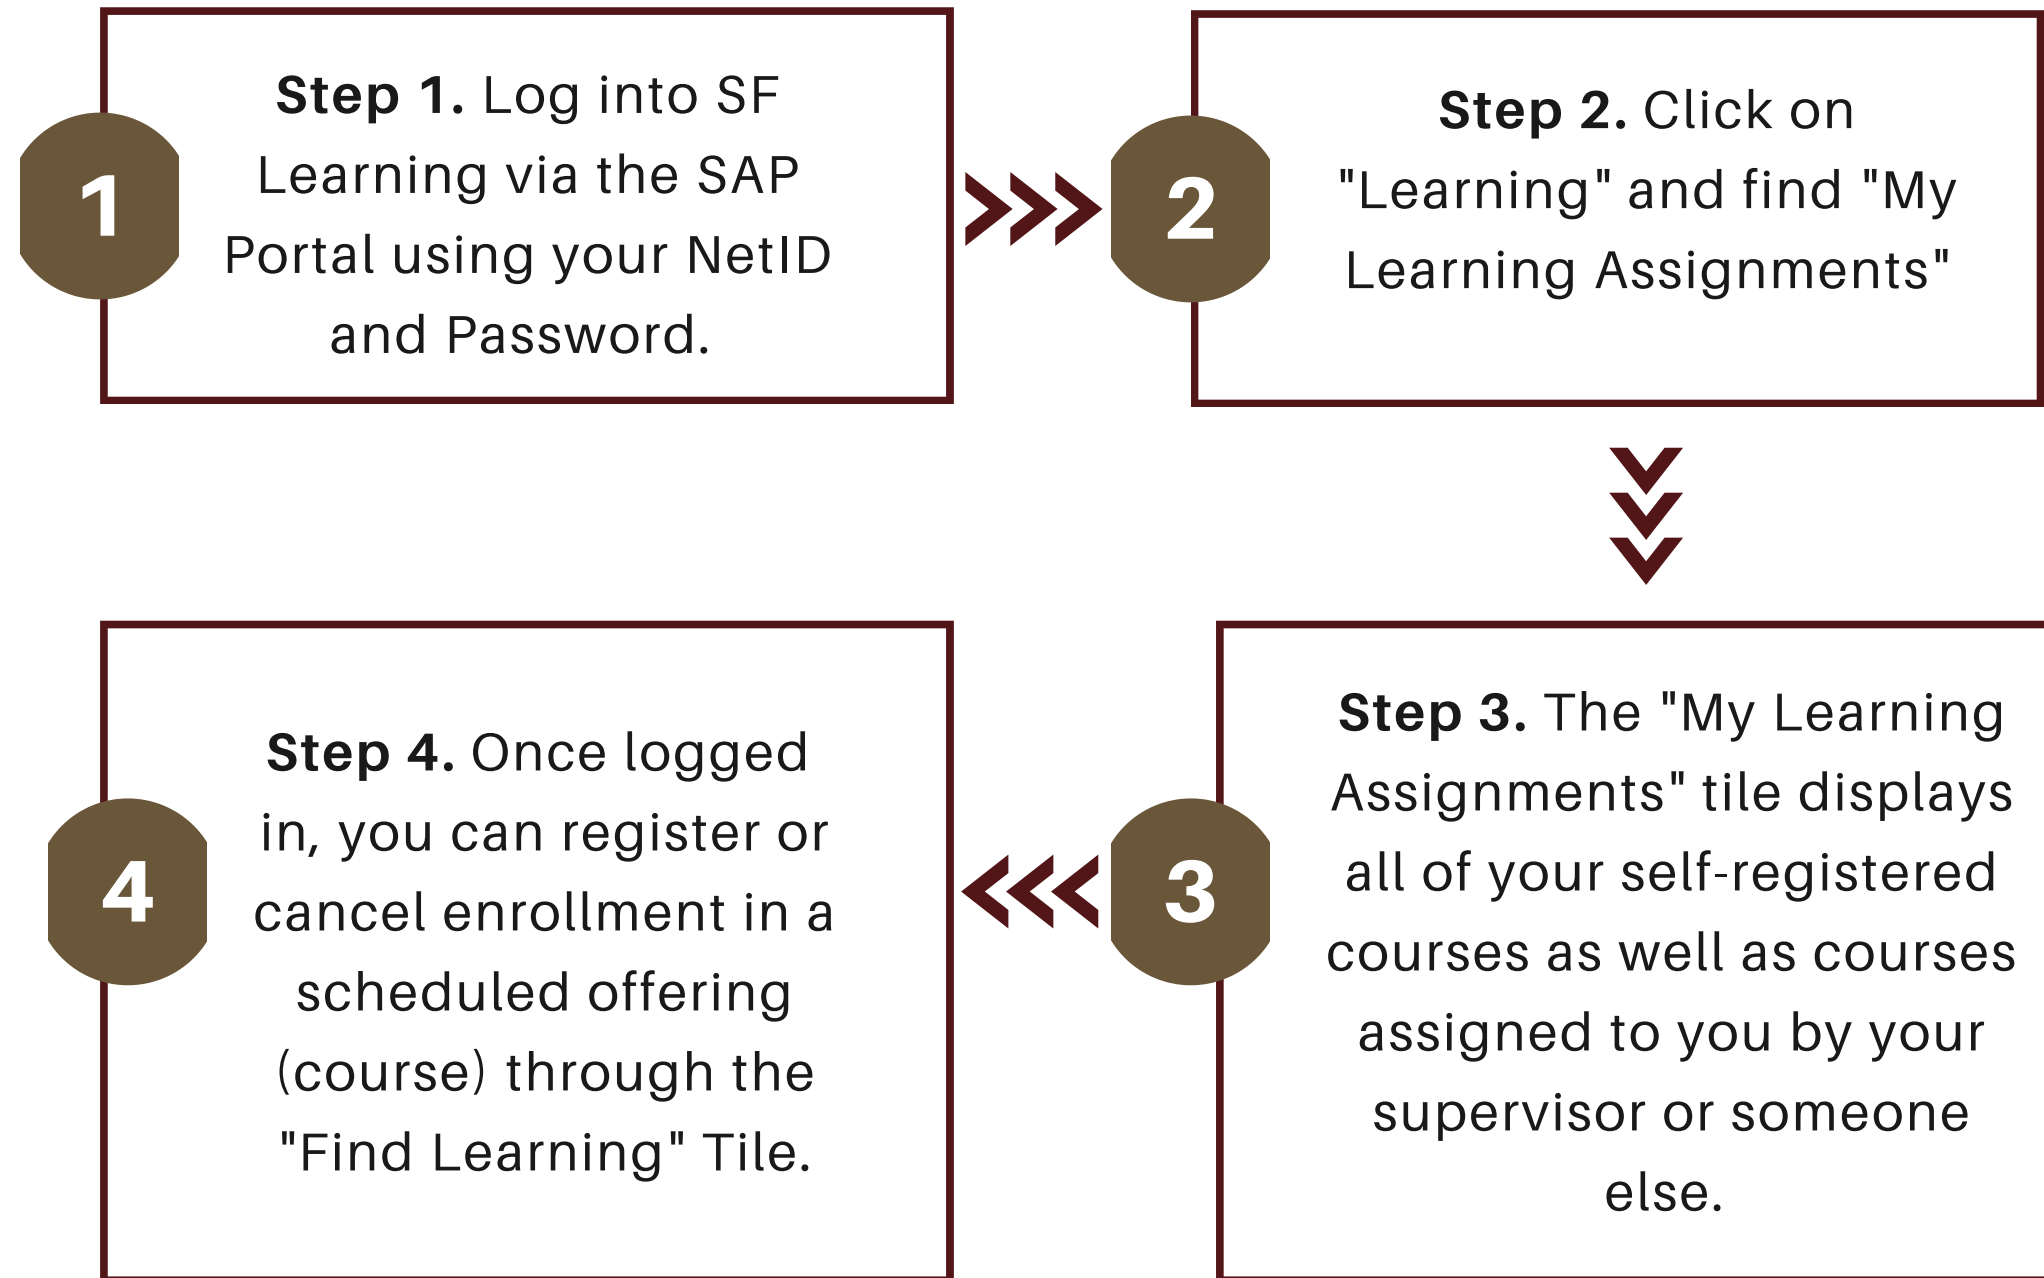 1
Step 1. Log into SF
Learning via the SAP
Portal using your NetID
and Password.
2
Step 2. Click on
"Learning" and find "My
Learning Assignments"
3
Step 3. The "My Learning
Assignments" tile displays
all of your self-registered
courses as well as courses
assigned to you by your
supervisor or someone
else.
4
Step 4. Once logged
in, you can register or
cancel enrollment in a
scheduled offering
(course) through the
"Find Learning" Tile.